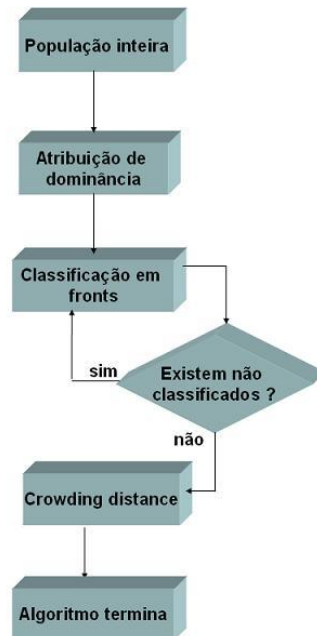 População inteira
Atribuição de
dominância
Classificação em
fronts
sim
Existem não
classificados ?
não
Crowding distance
Algoritmo termina